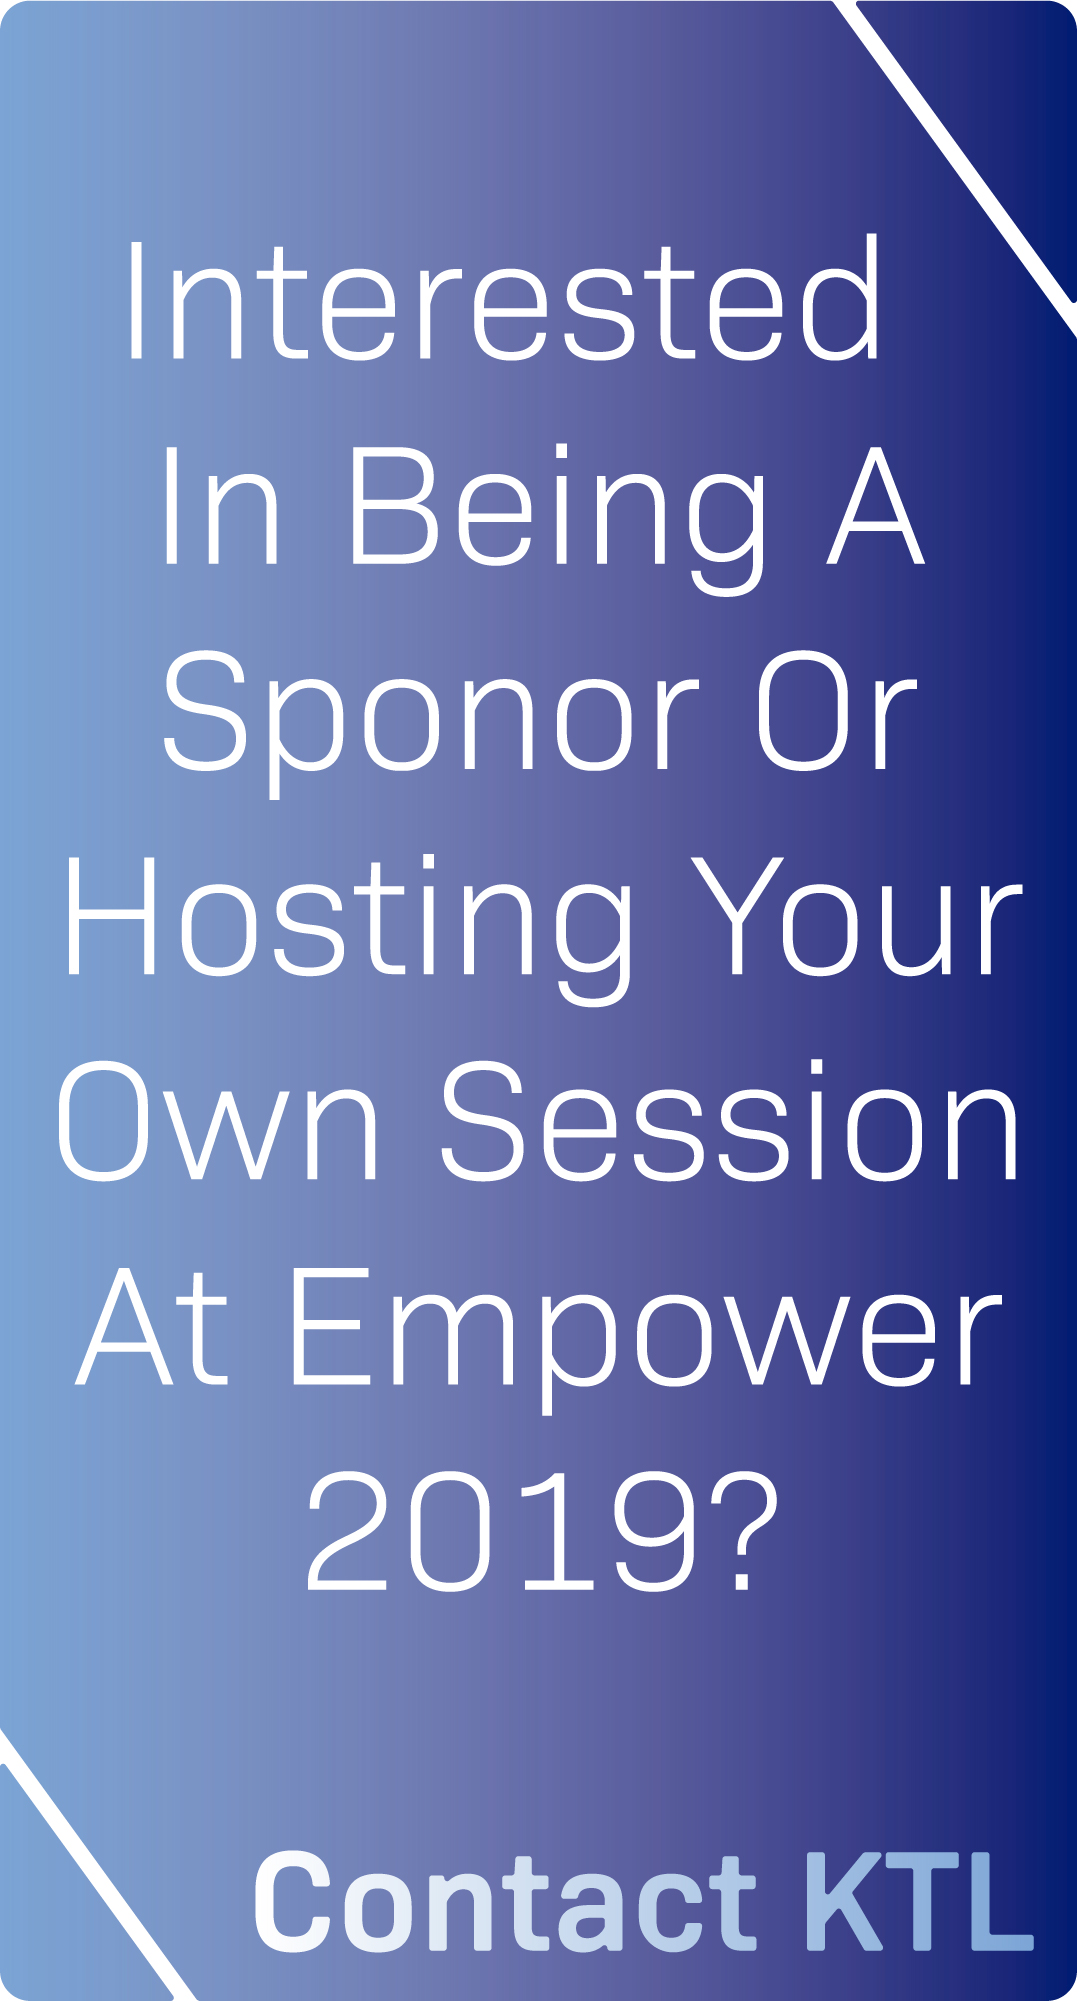 Interested
In Being A
Sponor Or
Hosting Your
Own Session
At Empower
2019?
Contact KTL